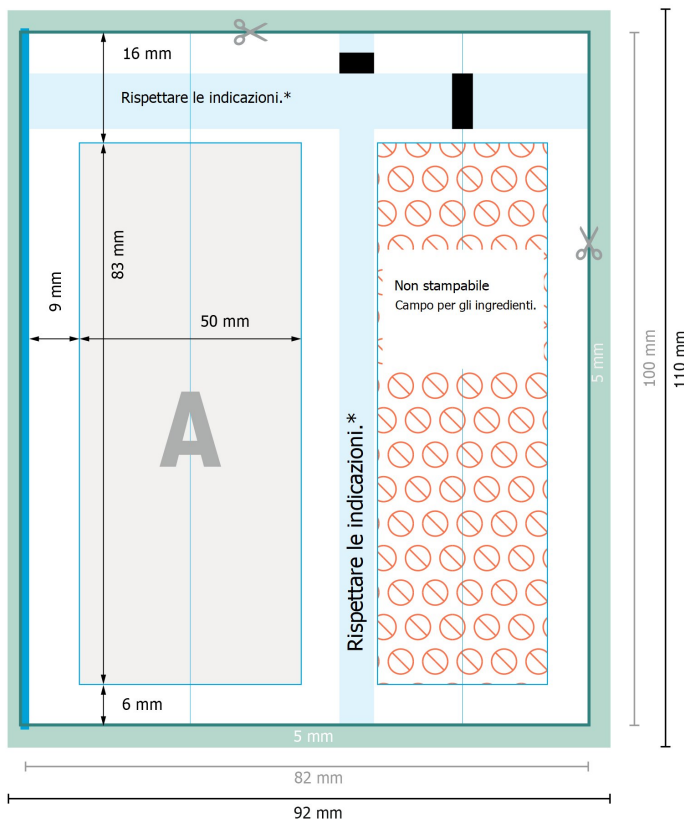 16 mm
Rispettare le indicazioni.*
83 mm
9 mm
50 mm
A
Non stampabile
Campo per gli ingredienti.
Rispettare le indicazioni.*
5 mm
100 mm
110 mm
6 mm
5 mm
82 mm
92 mm